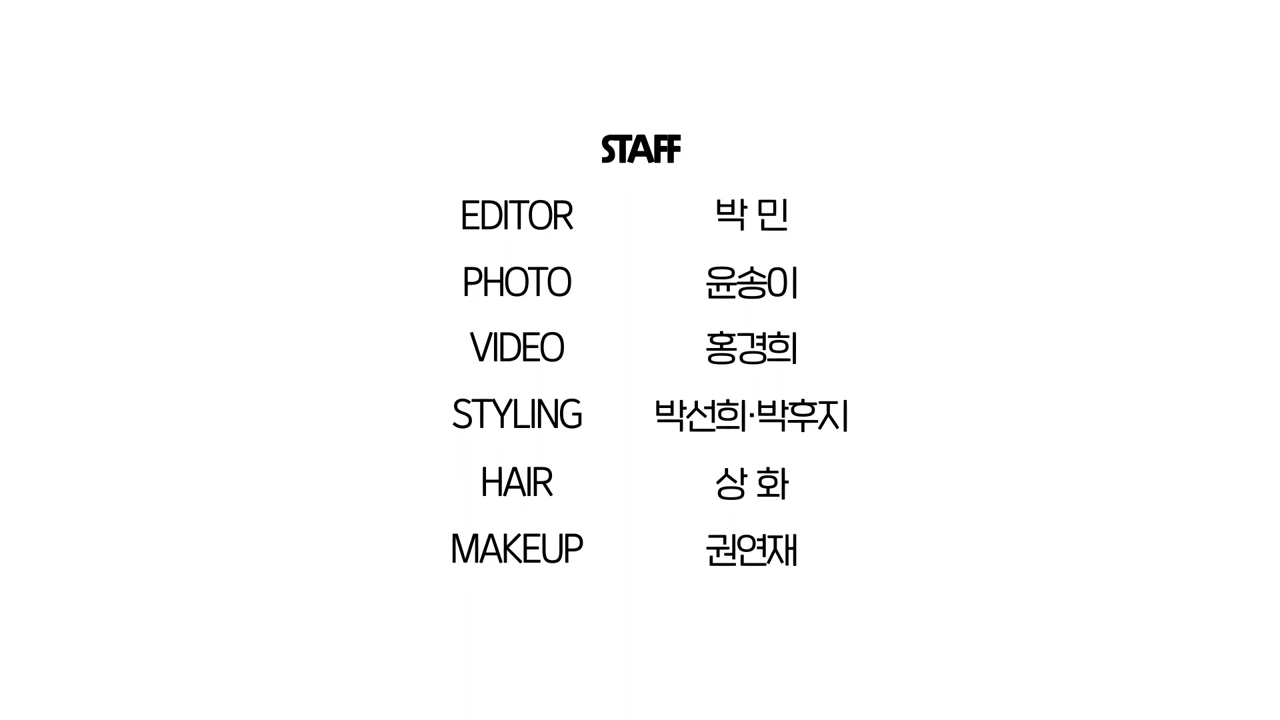 STAFF
EDITOR 박 민
PHOTO 윤송이
VIDEO 홍경희
STYLING 박선희·박후지
HAIR 상 화
MAKEUP 권연재